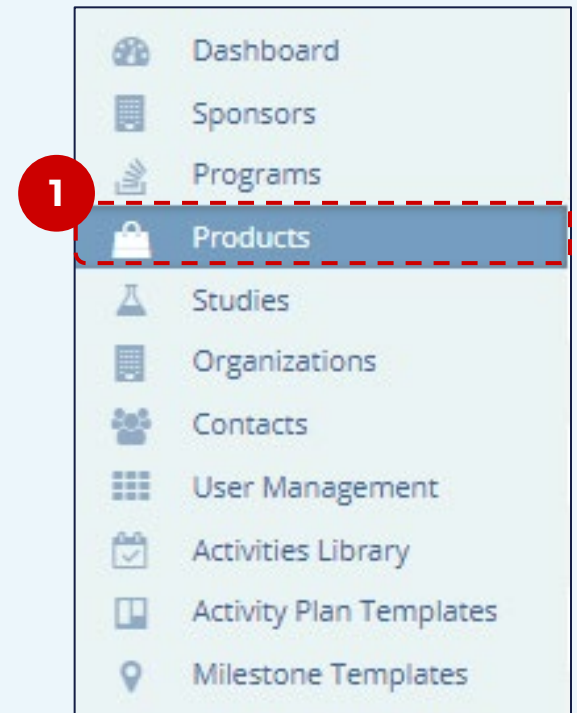 Dashboard
Sponsors
Programs
1
Products
Studies
Organizations
Contacts
User Management
Activities Library
Activity Plan Templates
Milestone Templates